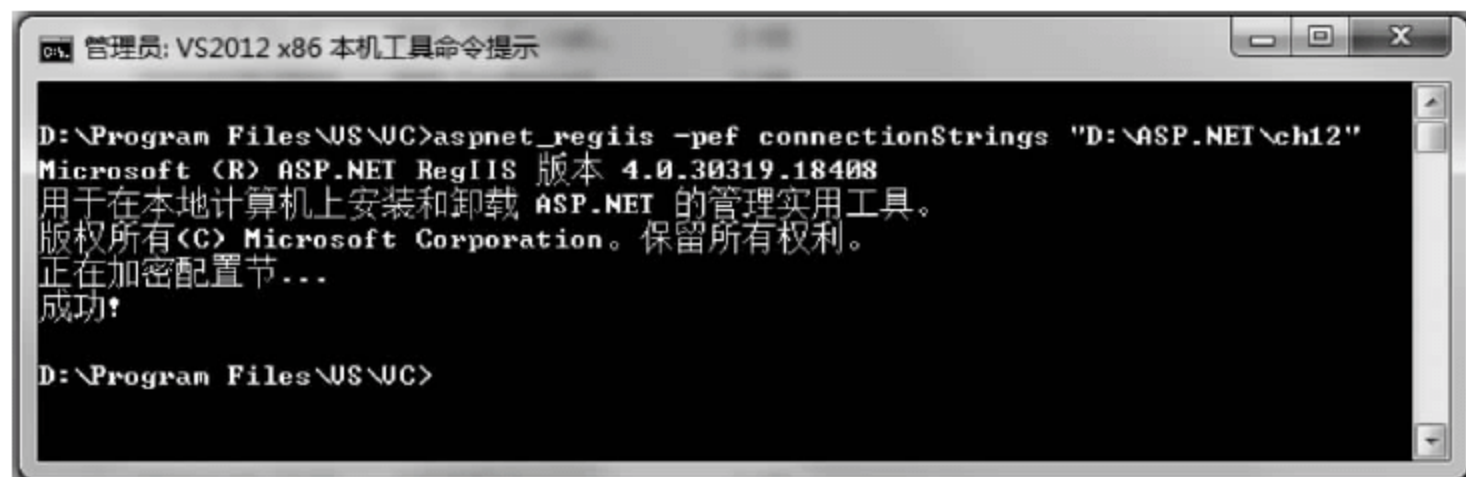 管理员: VS2012 x86 本机工具命令提示
D:\Program Files\VS\VC>aspnet_regiis -pef connectionStrings "D:\ASP.NET\ch12"
Microsoft (R) ASP.NET RegIIS 版本 4.0.30319.18408
用于在本地计算机上安装和卸载 ASP.NET 的管理实用工具。
版权所有(C) Microsoft Corporation。保留所有权利。
正在加密配置节...
成功!
D:\Program Files\VS\VC>